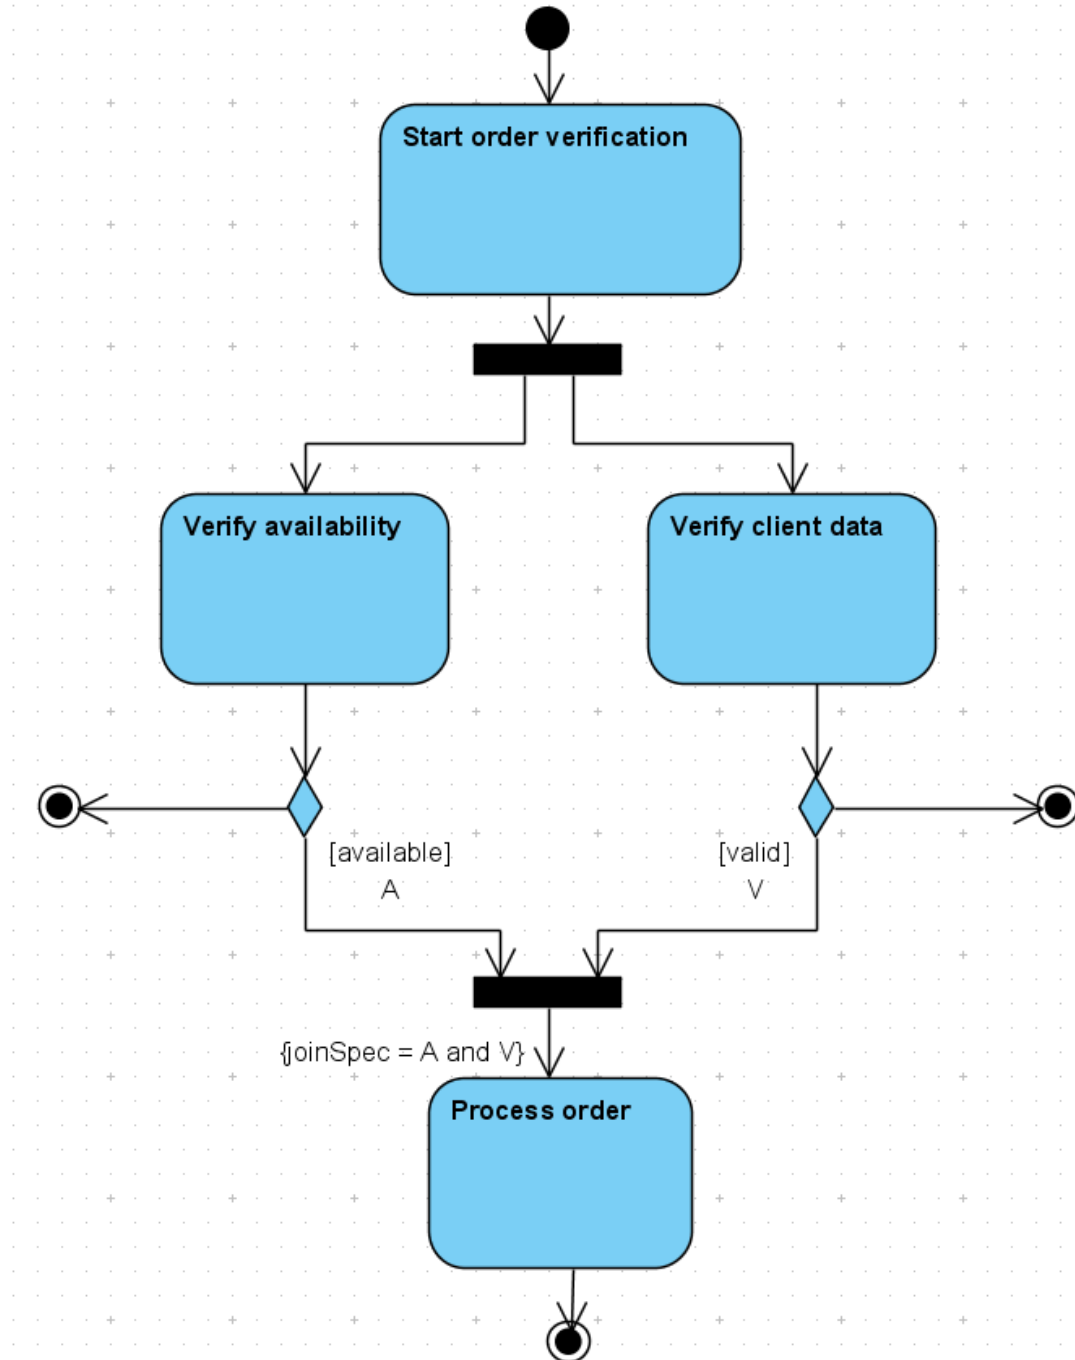 Start order verification
Verify availability
Verify client data
[available]
A
[valid]
V
{joinSpec = A and V}
Process order